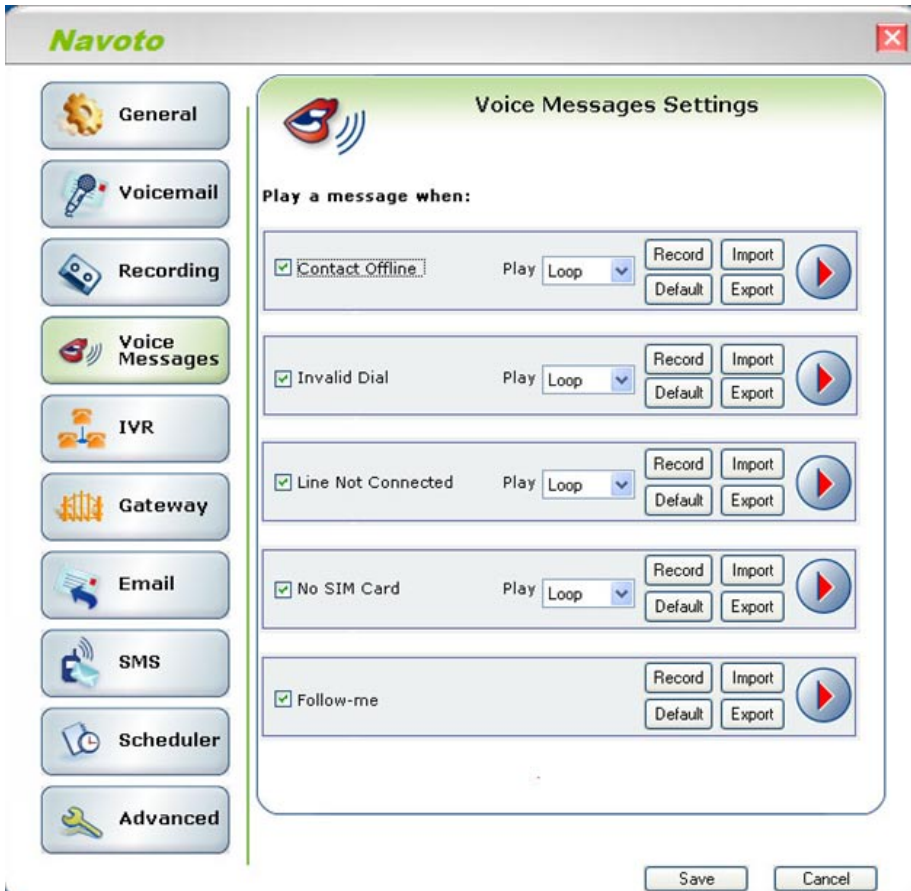 Navoto
General
Voicemail
Recording
Voice
Messages
IVR
Gateway
Email
SMS
Scheduler
Advanced
Voice Messages Settings
Play a message when:
Contact Offline Play Loop Record Import
Default Export
Invalid Dial Play Loop Record Import
Default Export
Line Not Connected Play Loop Record Import
Default Export
No SIM Card Play Loop Record Import
Default Export
Follow-me Record Import
Default Export
Save Cancel